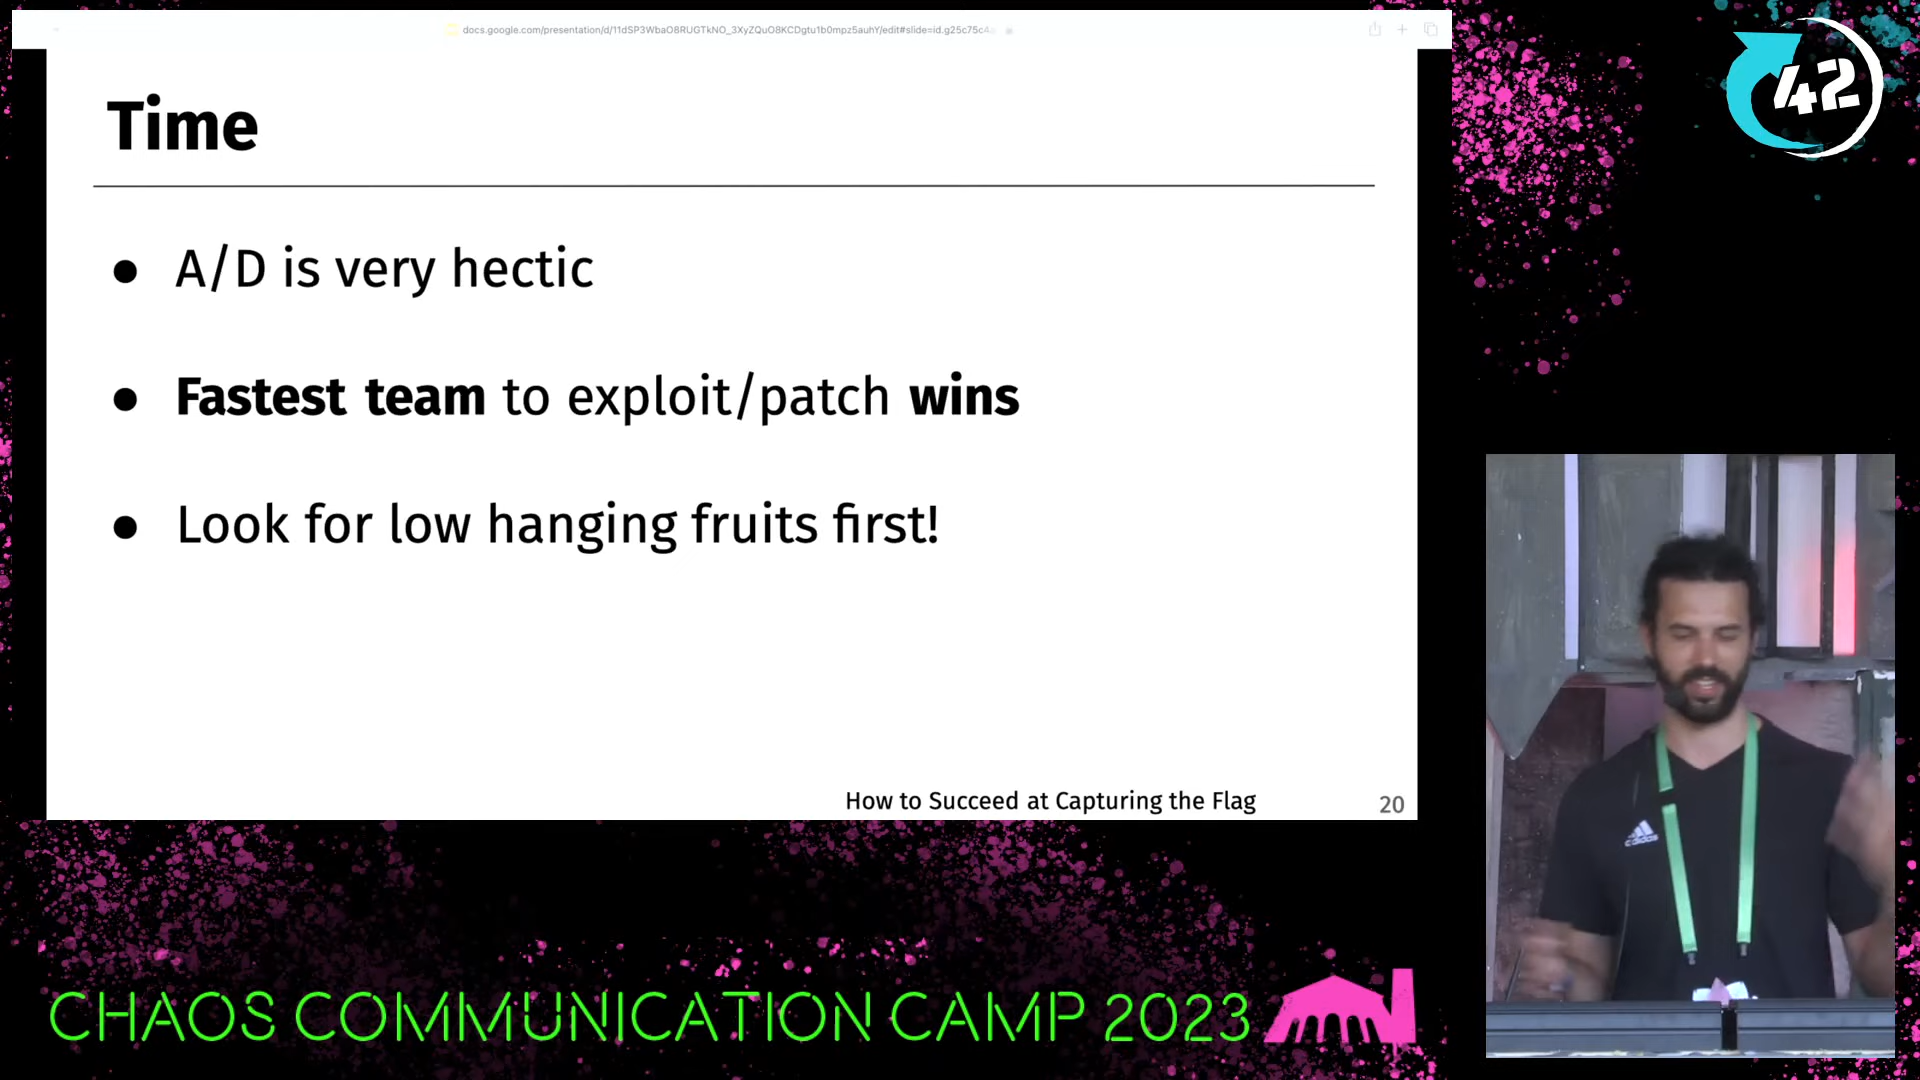 Time
A/D is very hectic
Fastest team to exploit/patch wins
Look for low hanging fruits first!
How to Succeed at Capturing the Flag
20
42
adidas
CHAOS COMMUNICATION CAMP 2023